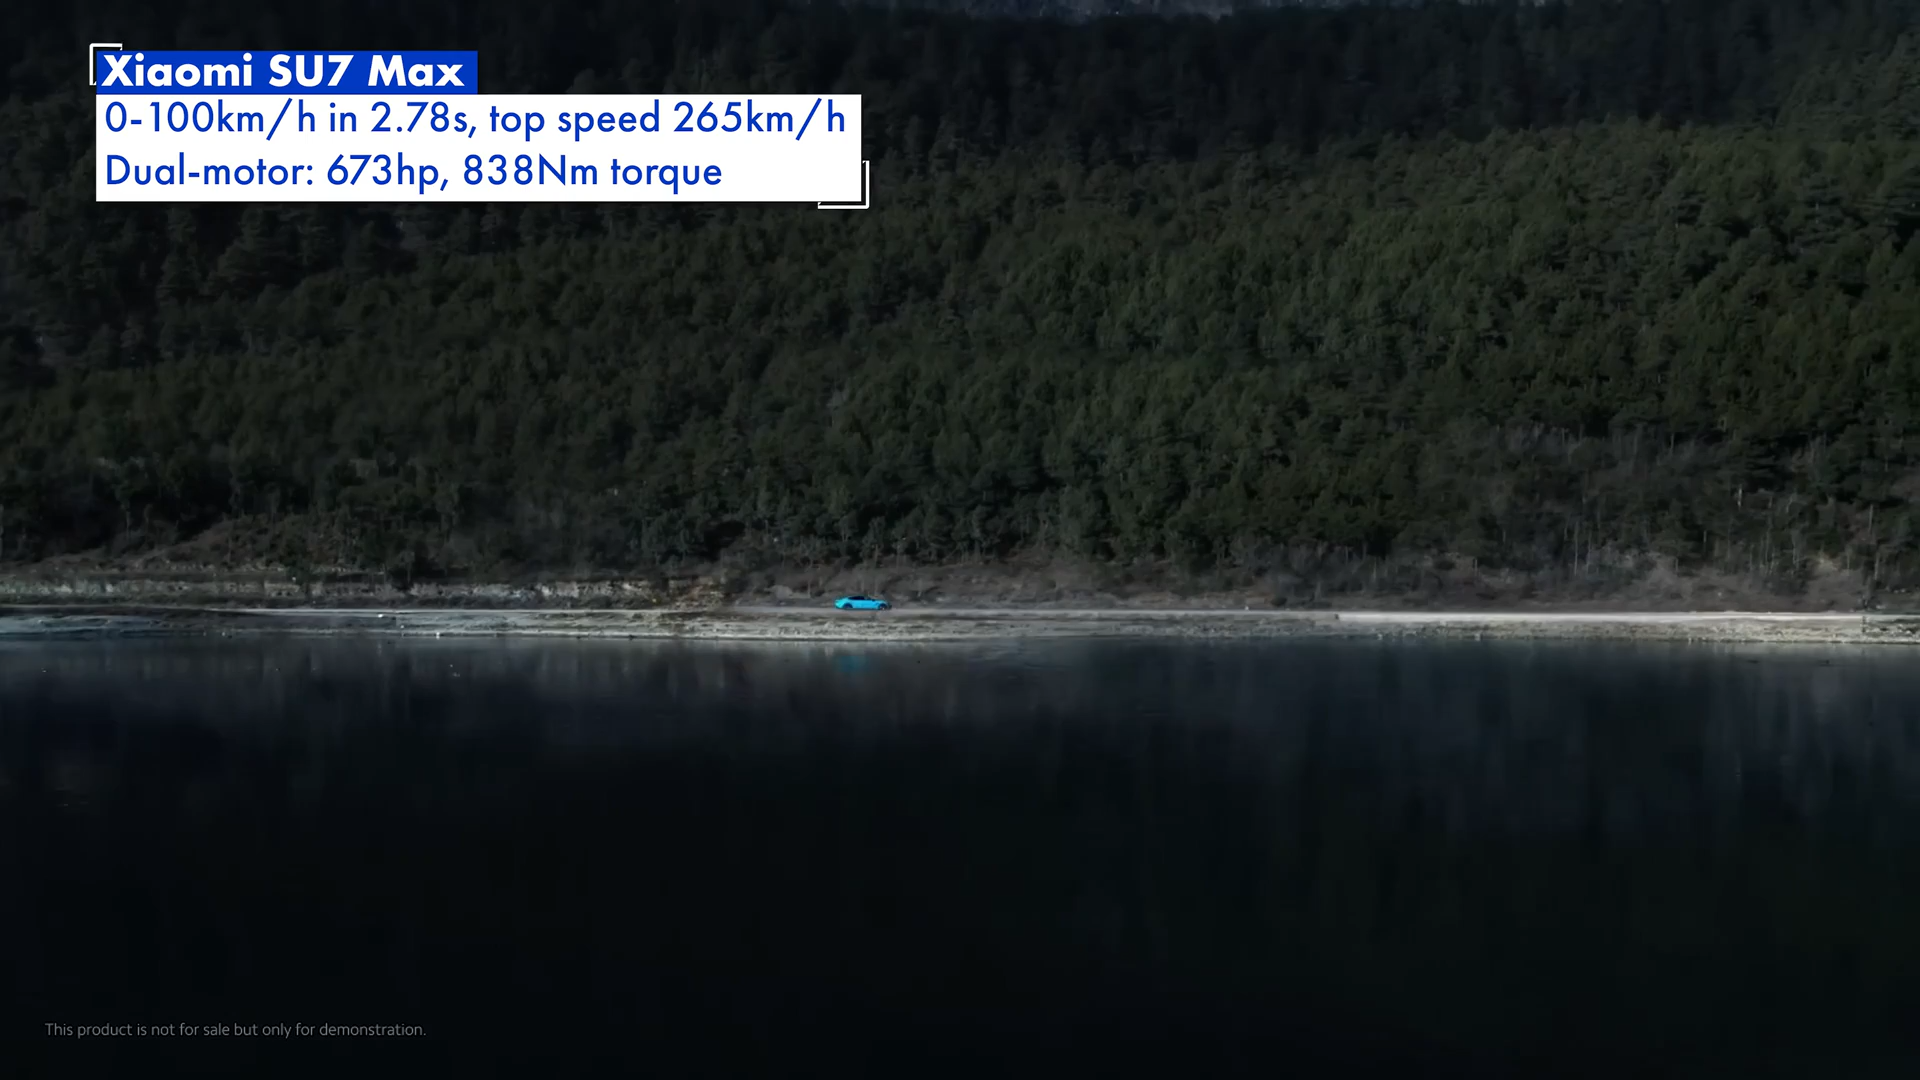 Xiaomi SU7 Max
0-100km/h in 2.78s, top speed 265km/h
Dual-motor: 673hp, 838Nm torque
This product is not for sale but only for demonstration.